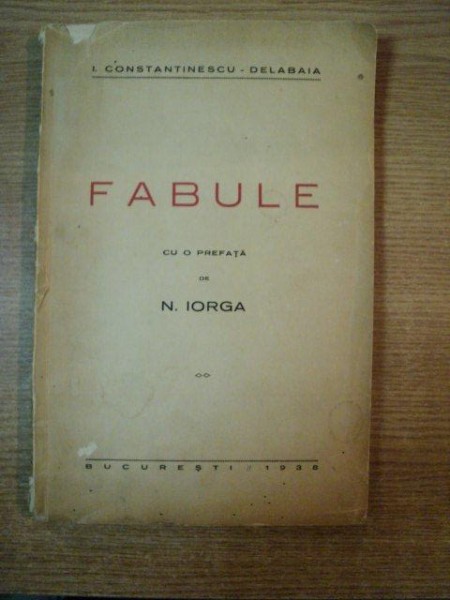 I. CONSTANTINESCU - DELABAIA
FABULE
CU O PREFAȚĂ
DE
N. IORGA
BUCUREȘTI 1938